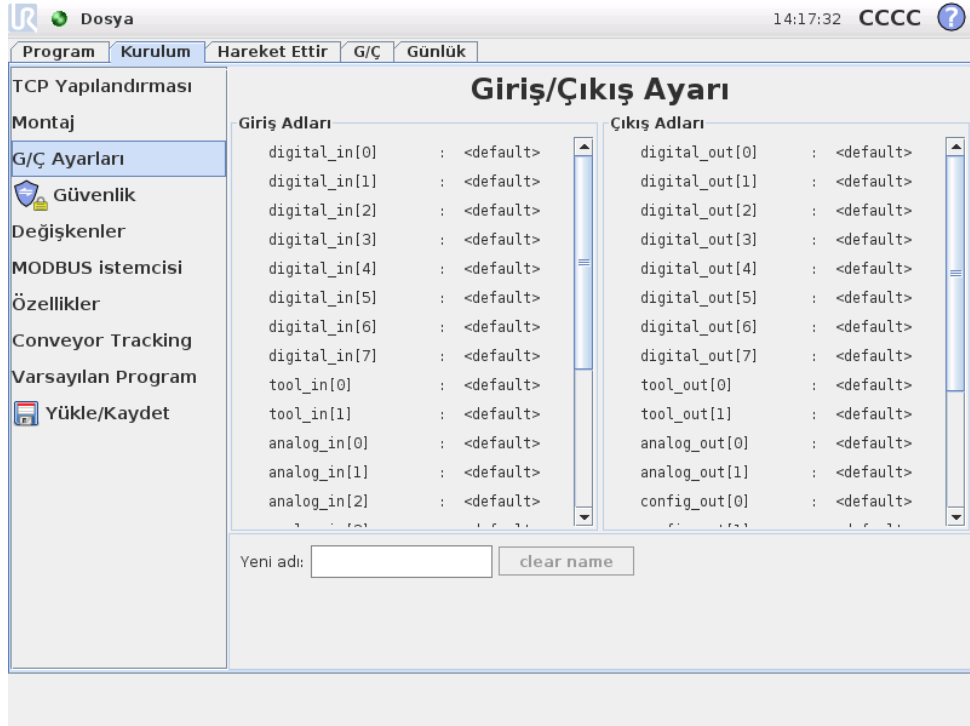 UR Dosya 14:17:32 CCCC ?
Program Kurulum Hareket Ettir G/Ç Günlük
TCP Yapılandırması
Montaj
G/Ç Ayarları
Güvenlik
Değişkenler
MODBUS istemcisi
Özellikler
Conveyor Tracking
Varsayılan Program
Yükle/Kaydet
Giriş/Çıkış Ayarı
Giriş Adları
digital_in[0] : <default>
digital_in[1] : <default>
digital_in[2] : <default>
digital_in[3] : <default>
digital_in[4] : <default>
digital_in[5] : <default>
digital_in[6] : <default>
digital_in[7] : <default>
tool_in[0] : <default>
tool_in[1] : <default>
analog_in[0] : <default>
analog_in[1] : <default>
analog_in[2] : <default>
Çıkış Adları
digital_out[0] : <default>
digital_out[1] : <default>
digital_out[2] : <default>
digital_out[3] : <default>
digital_out[4] : <default>
digital_out[5] : <default>
digital_out[6] : <default>
digital_out[7] : <default>
tool_out[0] : <default>
tool_out[1] : <default>
analog_out[0] : <default>
analog_out[1] : <default>
config_out[0] : <default>
Yeni adı: clear name